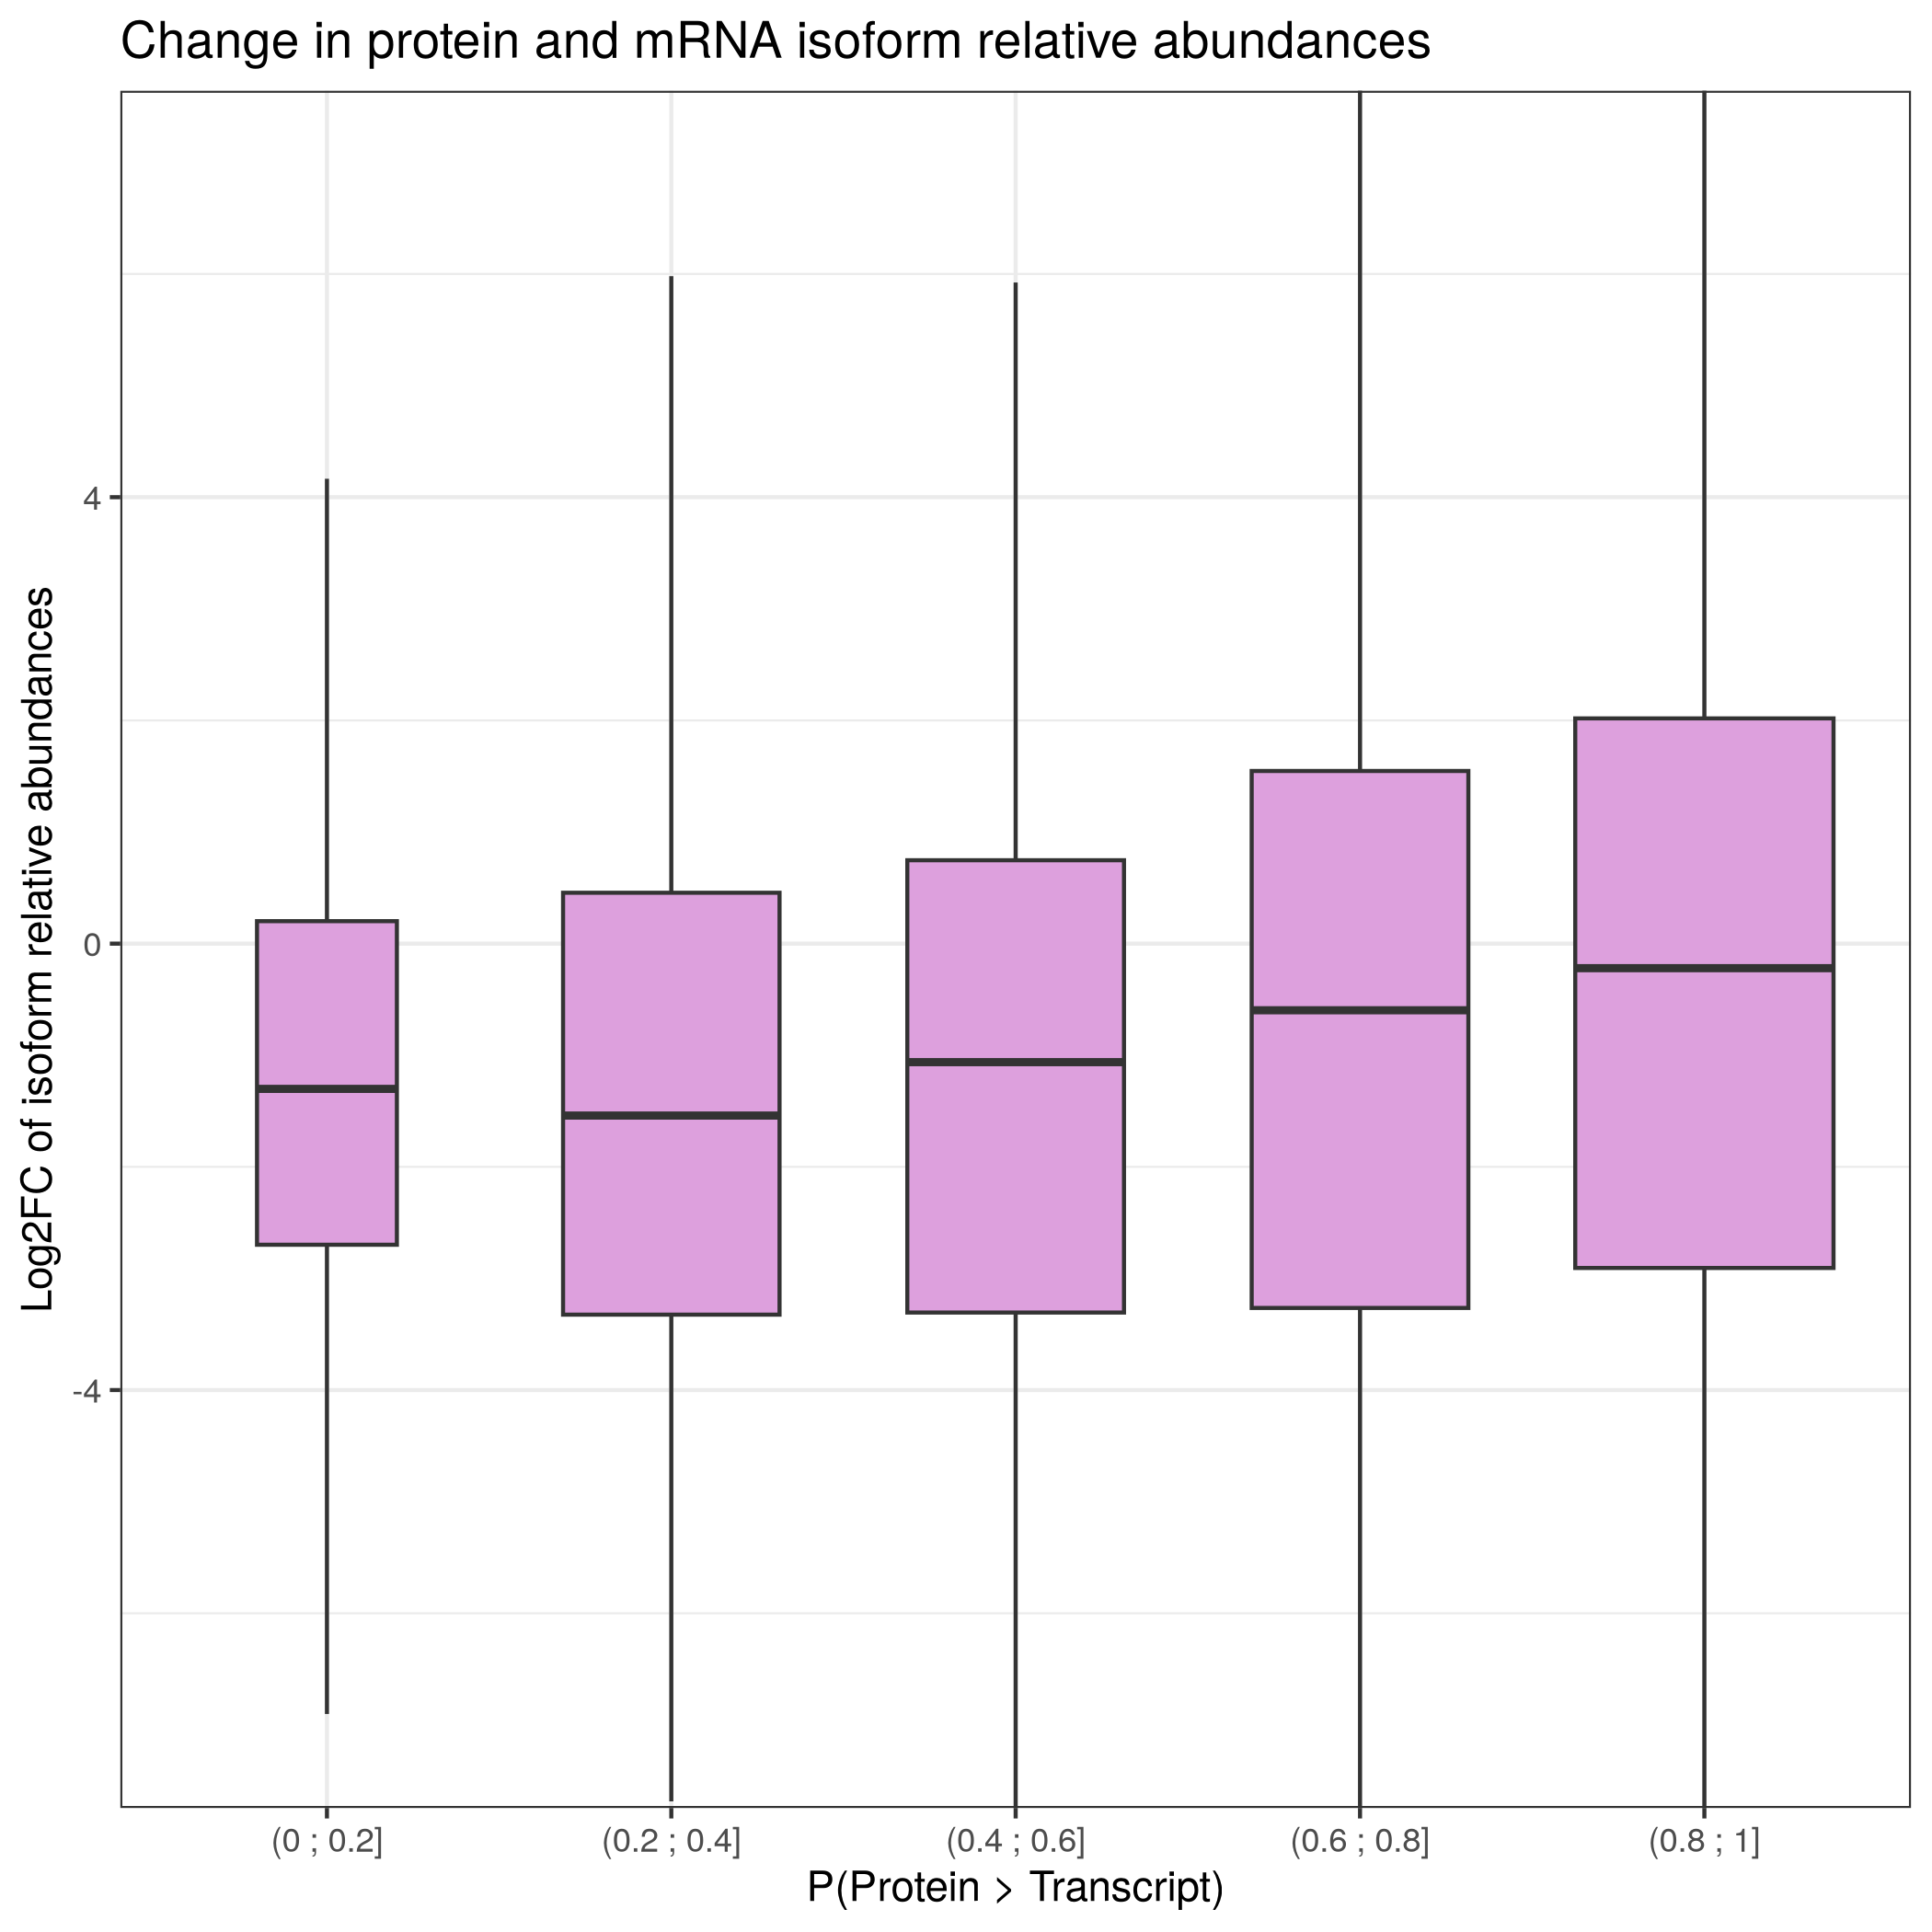 Change in protein and mRNA isoform relative abundances
Log2FC of isoform relative abundances
4
0
-4
(0 ; 0.2]
(0.2 ; 0.4]
(0.4 ; 0.6]
(0.6 ; 0.8]
(0.8 ; 1]
P(Protein > Transcript)